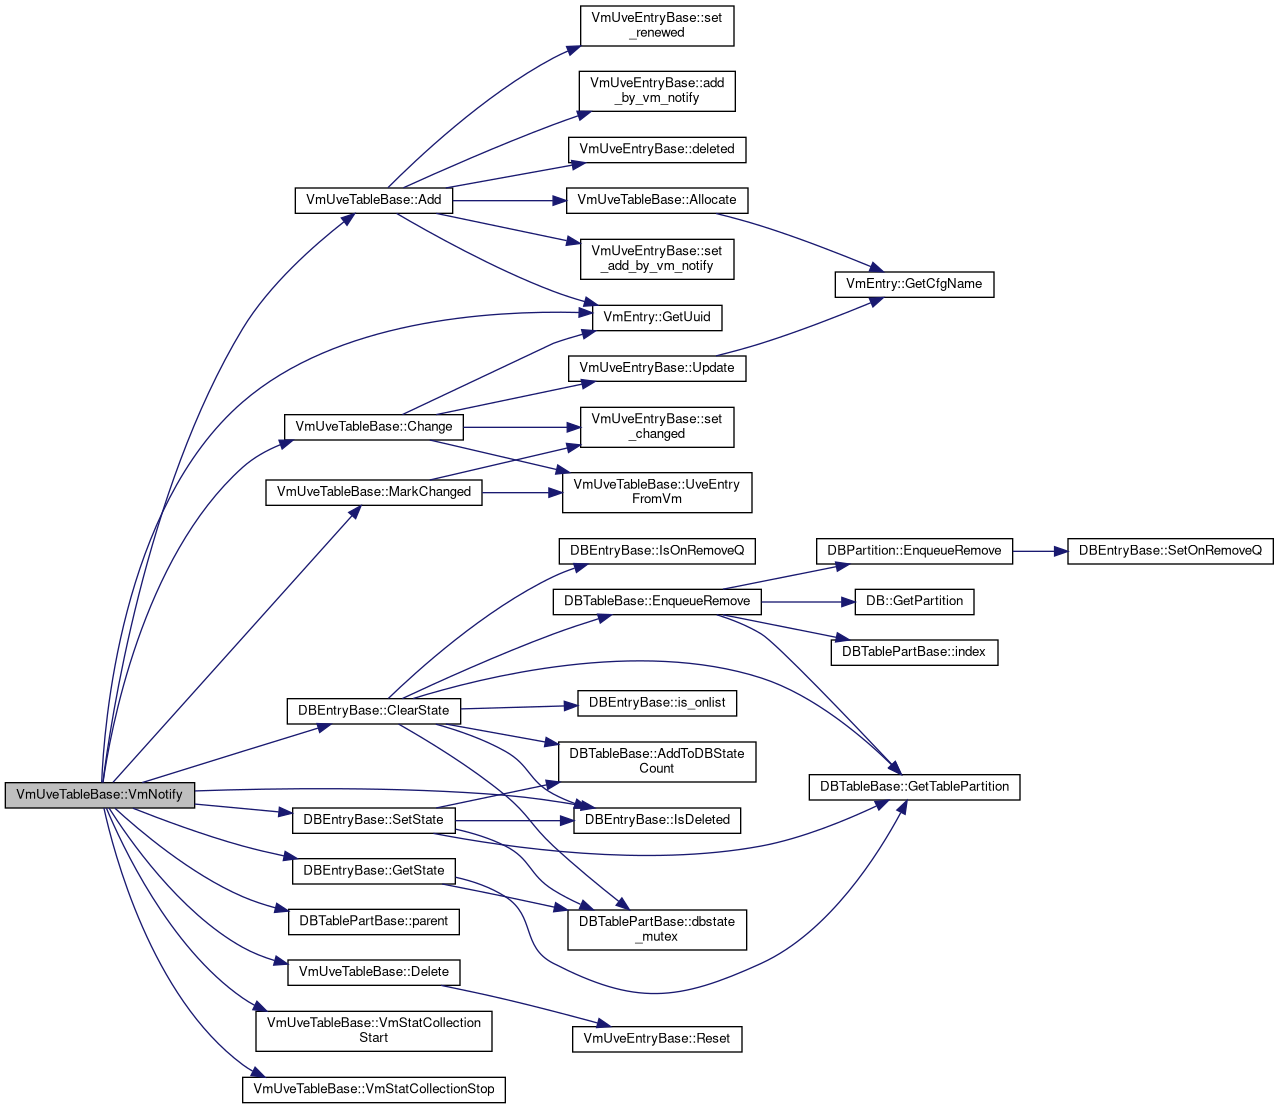 VmUveEntryBase::set
_renewed
VmUveEntryBase::add
_by_vm_notify
VmUveEntryBase::deleted
VmUveTableBase::Add
VmUveTableBase::Allocate
VmUveEntryBase::set
_add_by_vm_notify
VmEntry::GetCfgName
VmEntry::GetUuid
VmUveEntryBase::Update
VmUveTableBase::Change
VmUveEntryBase::set
_changed
VmUveTableBase::MarkChanged
VmUveTableBase::UveEntry
FromVm
DBEntryBase::IsOnRemoveQ
DBPartition::EnqueueRemove
DBEntryBase::SetOnRemoveQ
DBTableBase::EnqueueRemove
DB::GetPartition
DBTablePartBase::index
DBEntryBase::ClearState
DBEntryBase::is_onlist
DBTableBase::AddToDBState
Count
DBTableBase::GetTablePartition
VmUveTableBase::VmNotify
DBEntryBase::SetState
DBEntryBase::IsDeleted
DBEntryBase::GetState
DBTablePartBase::parent
DBTablePartBase::dbstate
_mutex
VmUveTableBase::Delete
VmUveTableBase::VmStatCollection
Start
VmUveEntryBase::Reset
VmUveTableBase::VmStatCollectionStop